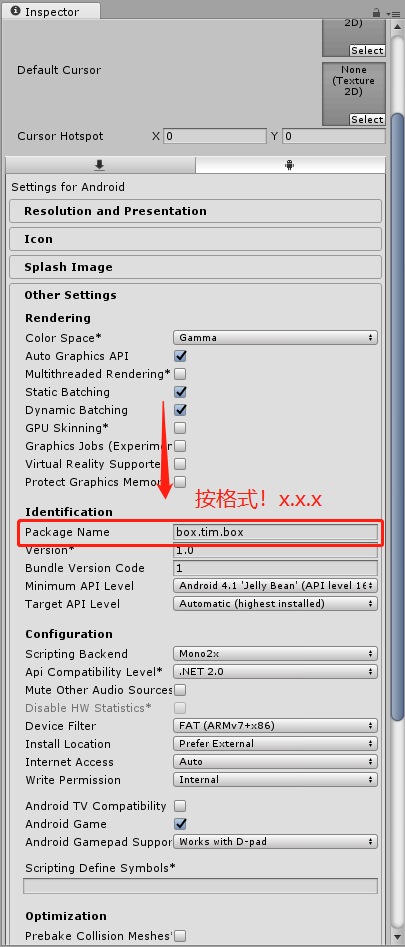 Inspector
2D)
Select
Default Cursor
None
(Texture
2D)
Select
Cursor Hotspot X 0 Y 0
Settings for Android
Resolution and Presentation
Icon
Splash Image
Other Settings
Rendering
Color Space* Gamma
Auto Graphics API
Multithreaded Rendering*
Static Batching
Dynamic Batching
GPU Skinning*
Graphics Jobs (Experimen
Virtual Reality Supporte
Protect Graphics Memor
按格式！x.x.x
Identification
Package Name box.tim.box
Version* 1.0
Bundle Version Code 1
Minimum API Level Android 4.1 'Jelly Bean' (API level 16
Target API Level Automatic (highest installed)
Configuration
Scripting Backend Mono2x
Api Compatibility Level* .NET 2.0
Mute Other Audio Sources
Disable HW Statistics*
Device Filter FAT (ARMv7+x86)
Install Location Prefer External
Internet Access Auto
Write Permission Internal
Android TV Compatibility
Android Game
Android Gamepad Suppor Works with D-pad
Scripting Define Symbols*
Optimization
Prebake Collision Meshes*